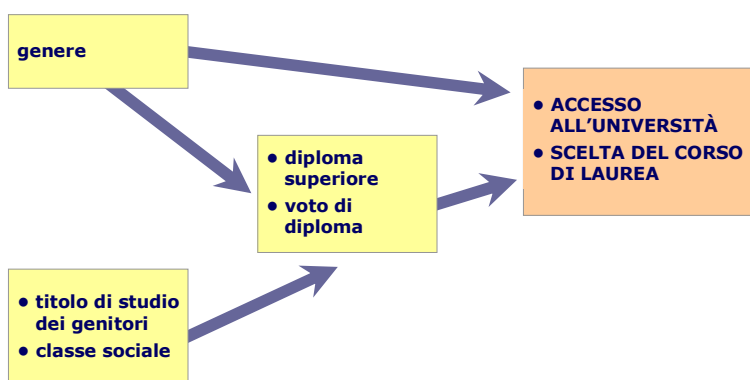 genere
• ACCESSO
ALL'UNIVERSITÀ
• SCELTA DEL CORSO
DI LAUREA
• diploma
superiore
• voto di
diploma
• titolo di studio
dei genitori
• classe sociale